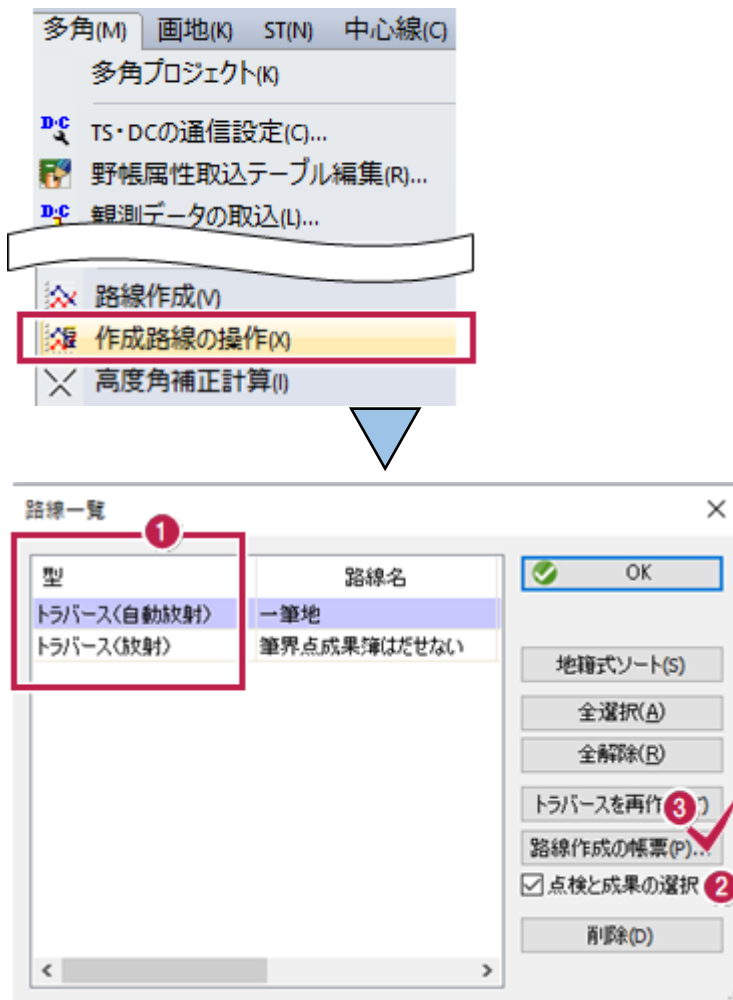 多角(M) 画地(K) ST(N) 中心線(C)
多角プロジェクト(K)
TS・DCの通信設定(C)...
野帳属性取込テーブル編集(R)...
観測データの取込(L)...
路線作成(V)
作成路線の操作(X)
高度角補正計算(I)
路線一覧
1
型 路線名
トラバース(自動放射) 一筆地
トラバース(放射) 筆界点成果簿はだせない
OK
地籍式ソート(S)
全選択(A)
全解除(R)
トラバースを再作
3
路線作成の帳票(P)...
点検と成果の選択 2
削除(D)